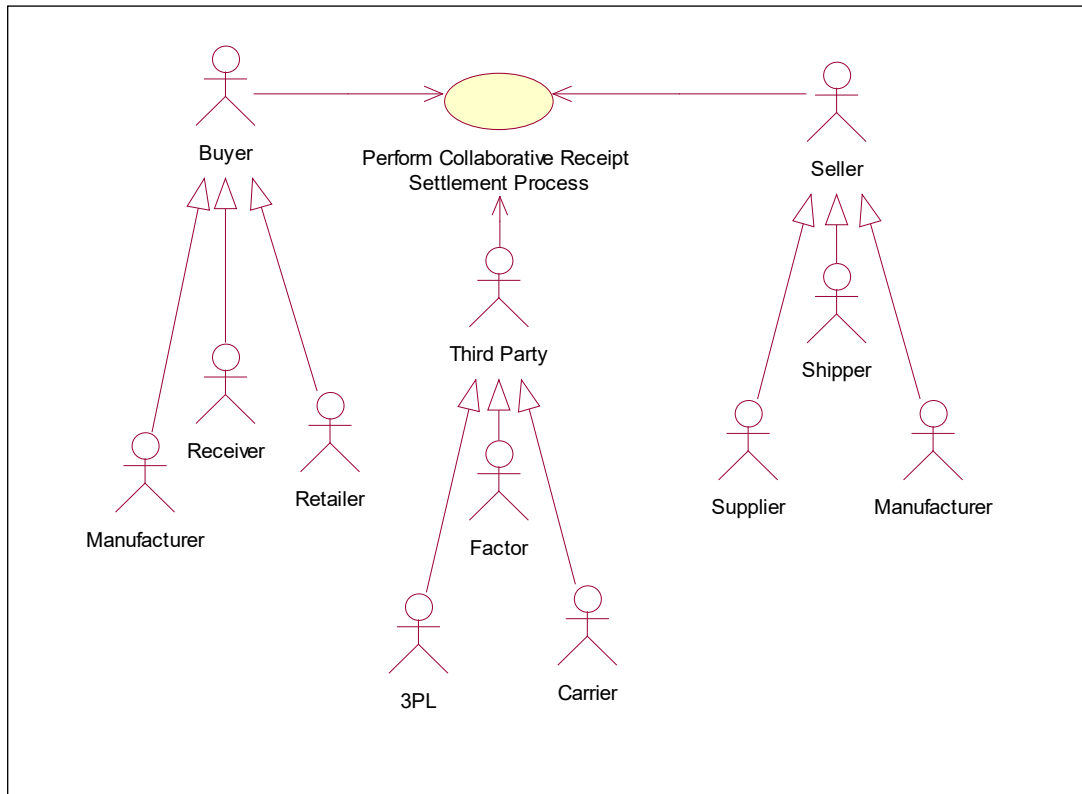 Buyer
Perform Collaborative Receipt
Settlement Process
Seller
Third Party
Shipper
Receiver
Retailer
Supplier
Manufacturer
Manufacturer
Factor
3PL
Carrier